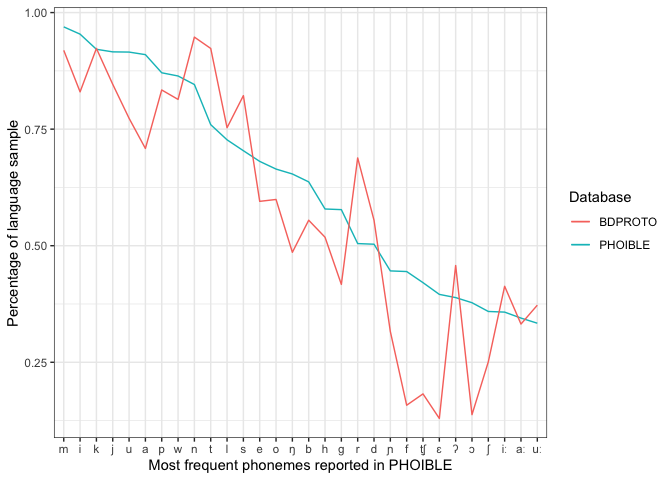 1.00
0.75
0.50
0.25
Percentage of language sample
m i k j u a p w n t l s e o ŋ b h g r d ɲ f ʧ ɛ ʔ ɔ ʃ iː aː uː
Most frequent phonemes reported in PHOIBLE
Database
BDPROTO
PHOIBLE